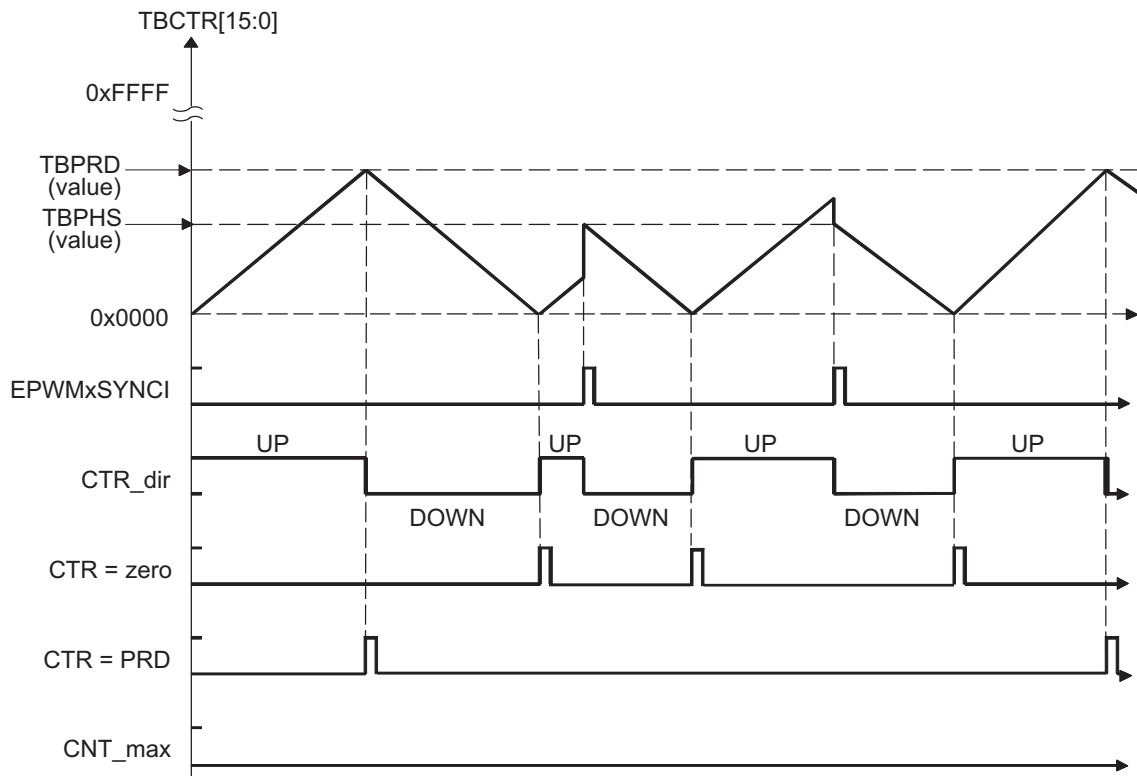 TBCTR[15:0]
0xFFFF
TBPRD
(value)
TBPHS
(value)
0x0000
EPWMxSYNCI
UP
UP
UP
UP
CTR_dir
DOWN
DOWN
DOWN
CTR = zero
CTR = PRD
CNT_max